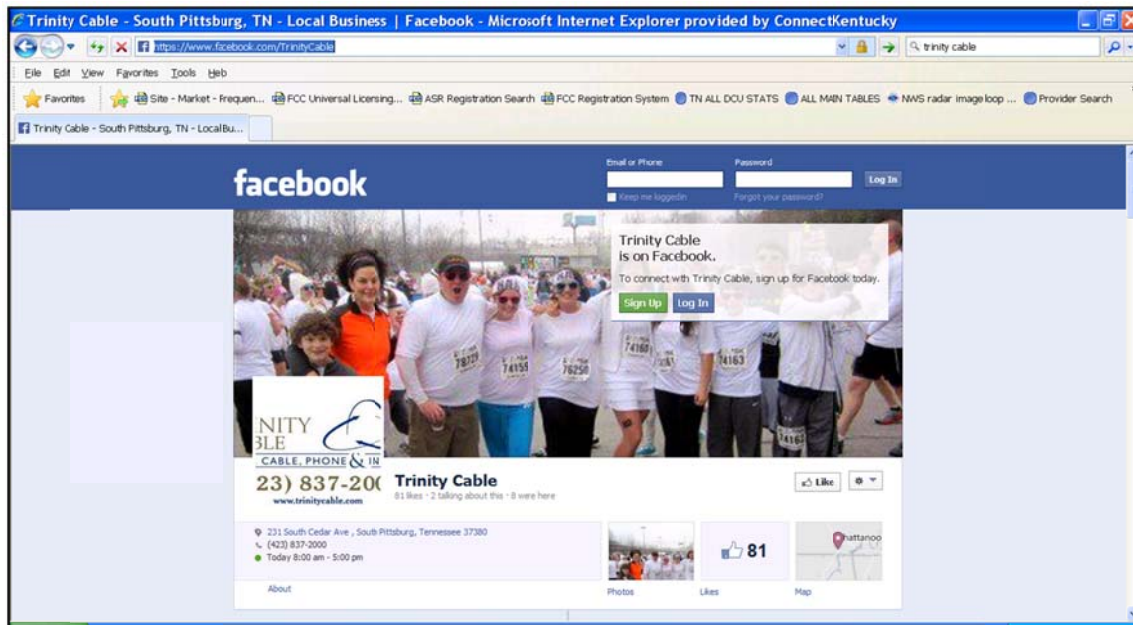 Trinity Cable - South Pittsburg, TN - Local Business | Facebook - Microsoft Internet Explorer provided by ConnectKentucky
https://www.facebook.com/TrinityCable
trinity cable
File Edit View Favorites Tools Help
Favorites Site - Market - Frequen... FCC Universal Licensing... ASR Registration Search FCC Registration System TN ALL DCU STATS ALL MAIN TABLES NWS radar image loop ... Provider Search
Trinity Cable - South Pittsburg, TN - Local Bu...
facebook
Email or Phone
Password
Log In
Keep me logged in
Forgot your password?
Trinity Cable
is on Facebook.
To connect with Trinity Cable, sign up for Facebook today.
Sign Up Log In
78729
74159
76250
74160
74163
74162
NITY
BLE
CABLE, PHONE & IN
23) 837-200
www.trinitycable.com
Trinity Cable
81 likes · 2 talking about this · 8 were here
Like
231 South Cedar Ave , South Pittsburg, Tennessee 37380
(423) 837-2000
Today 8:00 am - 5:00 pm
About
81
hattanoo
Photos
Likes
Map